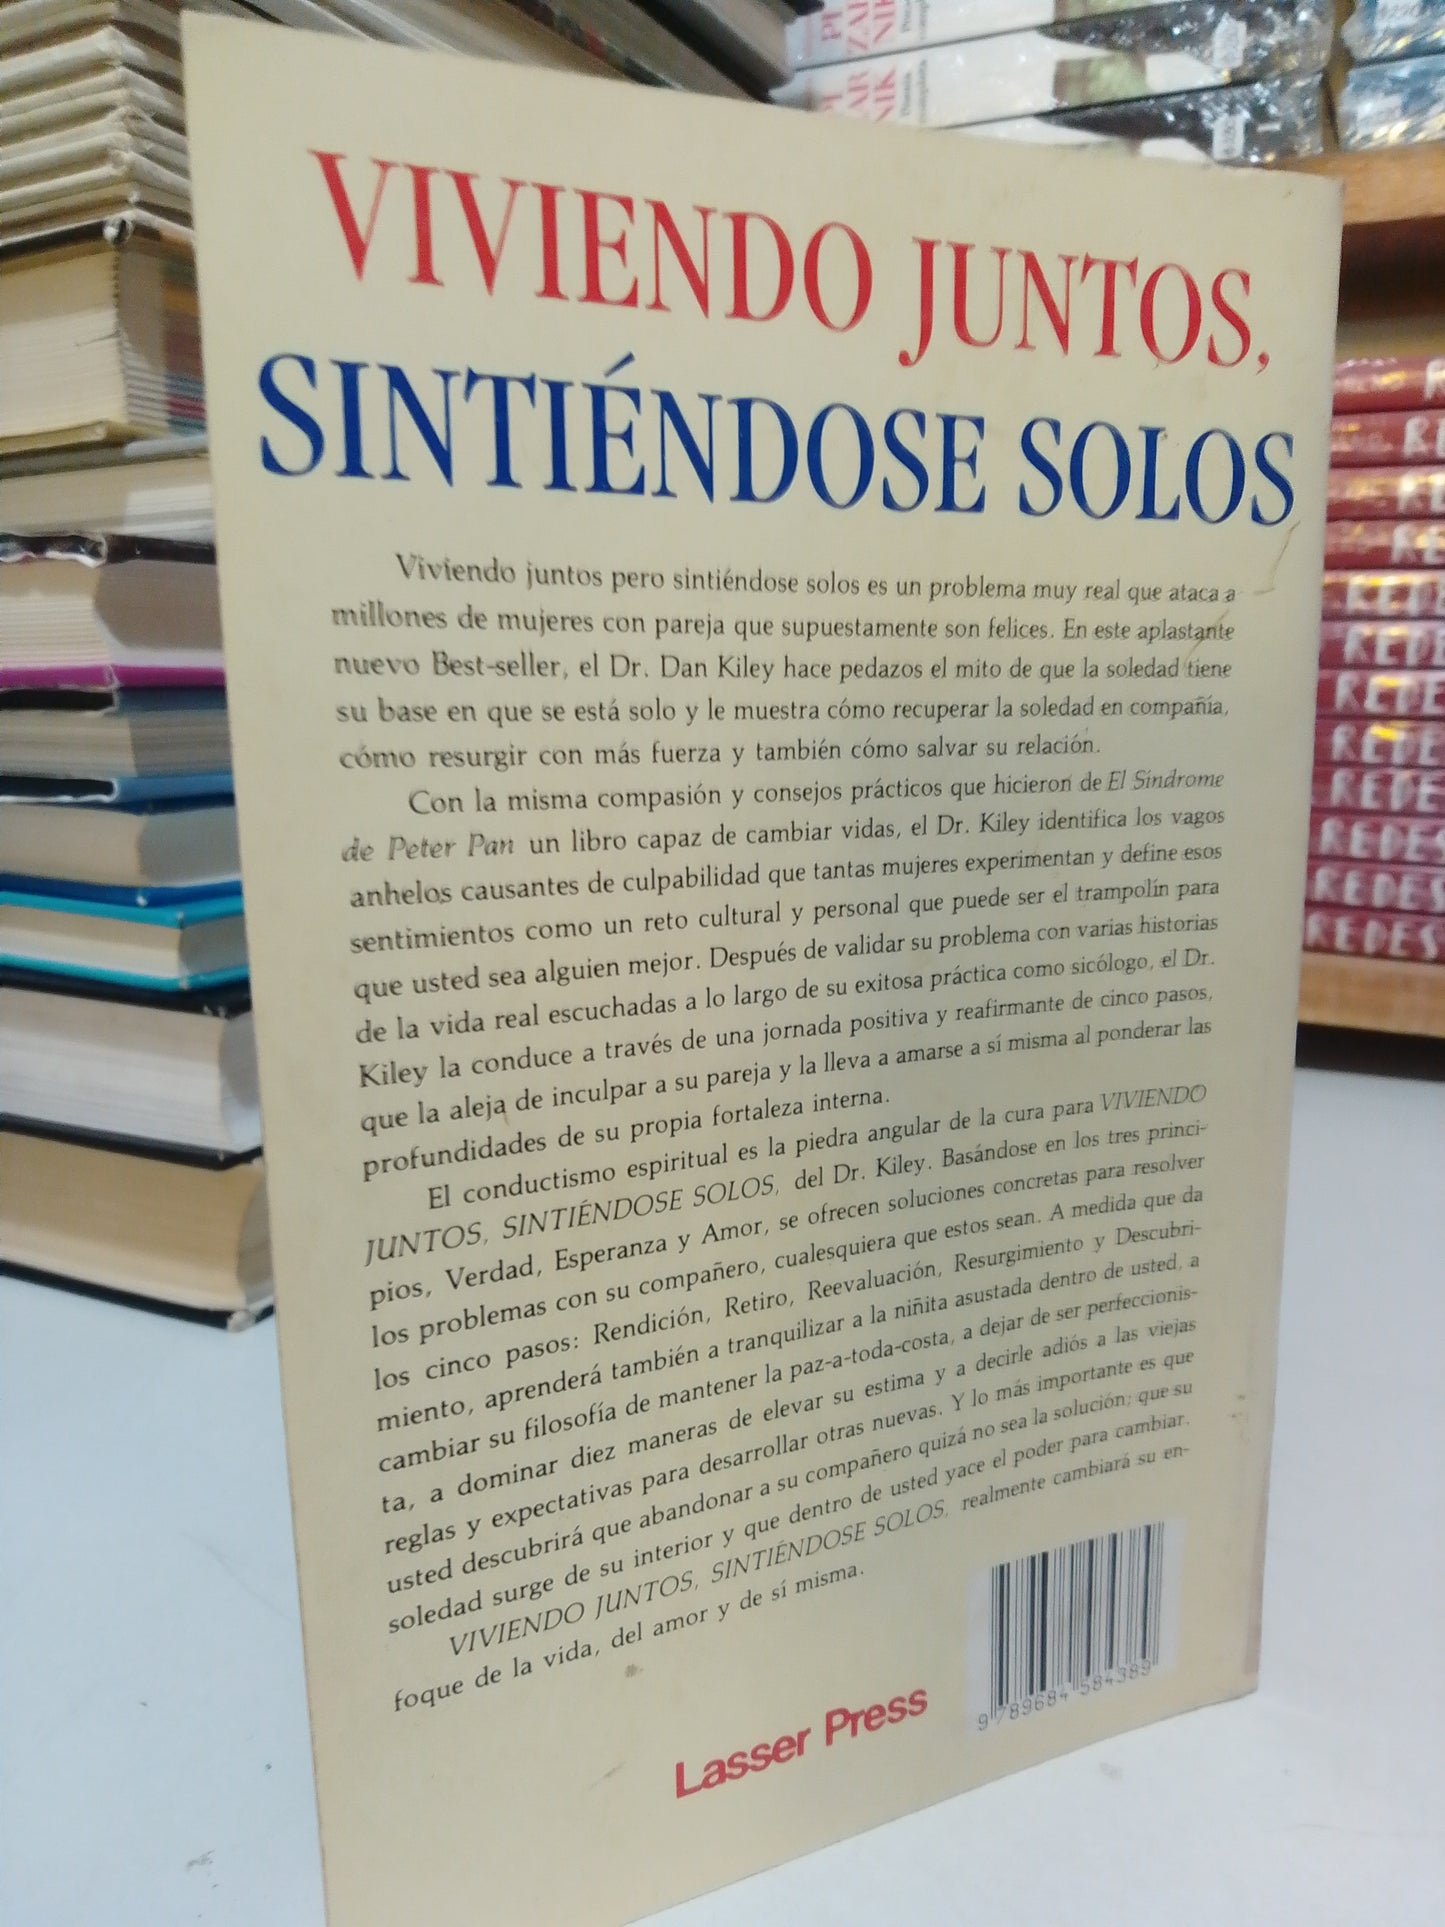 VIVIENDO JUNTOS,
SINTIÉNDOSE SOLOS
Viviendo juntos pero sintiéndose solos es un problema muy real que ataca a
millones de mujeres con pareja que supuestamente son felices. En este aplastante
nuevo Best-seller, el Dr. Dan Kiley hace pedazos el mito de que la soledad tiene
su base en que se está solo y le muestra cómo recuperar la soledad en compañía,
cómo resurgir con más fuerza y también cómo salvar su relación.
Con la misma compasión y consejos prácticos que hicieron de El Síndrome
de Peter Pan un libro capaz de cambiar vidas, el Dr. Kiley identifica los vagos
anhelos causantes de culpabilidad que tantas mujeres experimentan y define esos
sentimientos como un reto cultural y personal que puede ser el trampolín para
que usted sea alguien mejor. Después de validar su problema con varias historias
de la vida real escuchadas a lo largo de su exitosa práctica como sicólogo, el Dr.
Kiley la conduce a través de una jornada positiva y reafirmante de cinco pasos,
que la aleja de inculpar a su pareja y la lleva a amarse a sí misma al ponderar las
profundidades de su propia fortaleza interna.
El conductismo espiritual es la piedra angular de la cura para VIVIENDO
JUNTOS, SINTIÉNDOSE SOLOS, del Dr. Kiley. Basándose en los tres princi-
pios, Verdad, Esperanza y Amor, se ofrecen soluciones concretas para resolver
los problemas con su compañero, cualesquiera que estos sean. A medida que da
los cinco pasos: Rendición, Retiro, Reevaluación, Resurgimiento y Descubri-
miento, aprenderá también a tranquilizar a la niñita asustada dentro de usted, a
cambiar su filosofía de mantener la paz-a-toda-costa, a dejar de ser perfeccionis-
ta, a dominar diez maneras de elevar su estima y a decirle adiós a las viejas
reglas y expectativas para desarrollar otras nuevas. Y lo más importante es que
usted descubrirá que abandonar a su compañero quizá no sea la solución; que su
soledad surge de su interior y que dentro de usted yace el poder para cambiar.
VIVIENDO JUNTOS, SINTIÉNDOSE SOLOS, realmente cambiará su en-
foque de la vida, del amor y de sí misma.
Lasser Press
9 789684 584389
PI
ZAR
NIK
AR
NIK
REDES
REDES
REDES